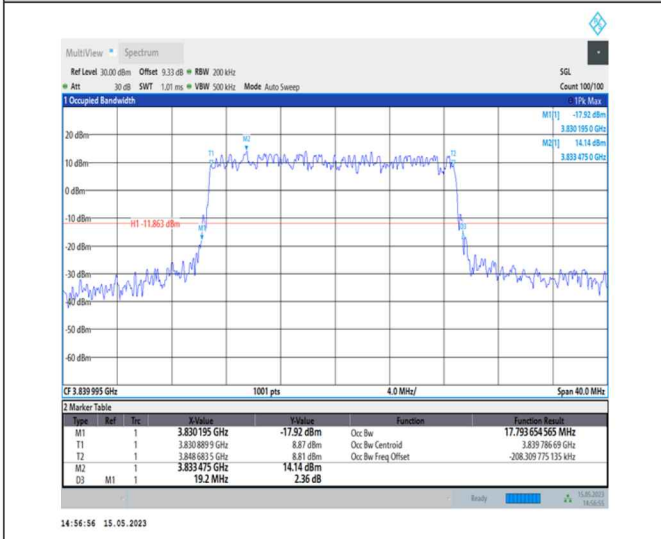 MultiView Spectrum
Ref Level 30.00 dBm Offset 9.33 dB RBW 200 kHz SGL
Att 30 dB SWT 1.01 ms VBW 500 kHz Mode Auto Sweep Count 100/100
1 Occupied Bandwidth 1Pk Max
M1[1] -17.92 dBm
3.830 195 0 GHz
M2[1] 14.14 dBm
3.833 475 0 GHz
20 dBm
M2
T1 T2
10 dBm
0 dBm
-10 dBm
H1 -11.863 dBm
M1
-20 dBm
-30 dBm
-40 dBm
-50 dBm
-60 dBm
CF 3.839 995 GHz 1001 pts 4.0 MHz/ Span 40.0 MHz
2 Marker Table
Type Ref Trc X-Value Y-Value Function Function Result
M1 1 3.830 195 GHz -17.92 dBm Occ Bw 17.793 654 565 MHz
T1 1 3.830 889 9 GHz 8.87 dBm Occ Bw Centroid 3.839 786 69 GHz
T2 1 3.848 683 5 GHz 8.81 dBm Occ Bw Freq Offset -208.309 775 135 kHz
M2 1 3.833 475 GHz 14.14 dBm
D3 M1 1 19.2 MHz 2.36 dB
Ready 15.05.2023
14:56:55
14:56:56 15.05.2023